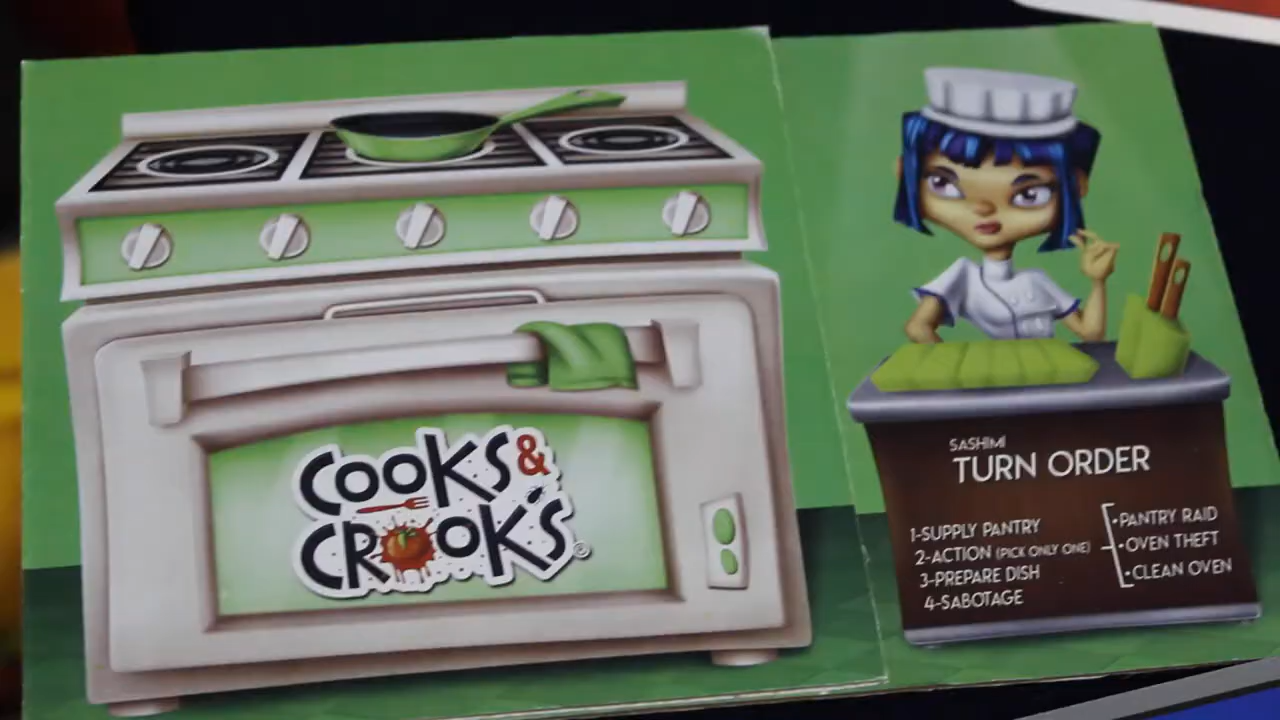 COOKS &
CROOK'S
SASHIMI
TURN ORDER
1-SUPPLY PANTRY
2-ACTION (PICK ONLY ONE)
3-PREPARE DISH
4-SABOTAGE
•PANTRY RAID
•OVEN THEFT
•CLEAN OVEN